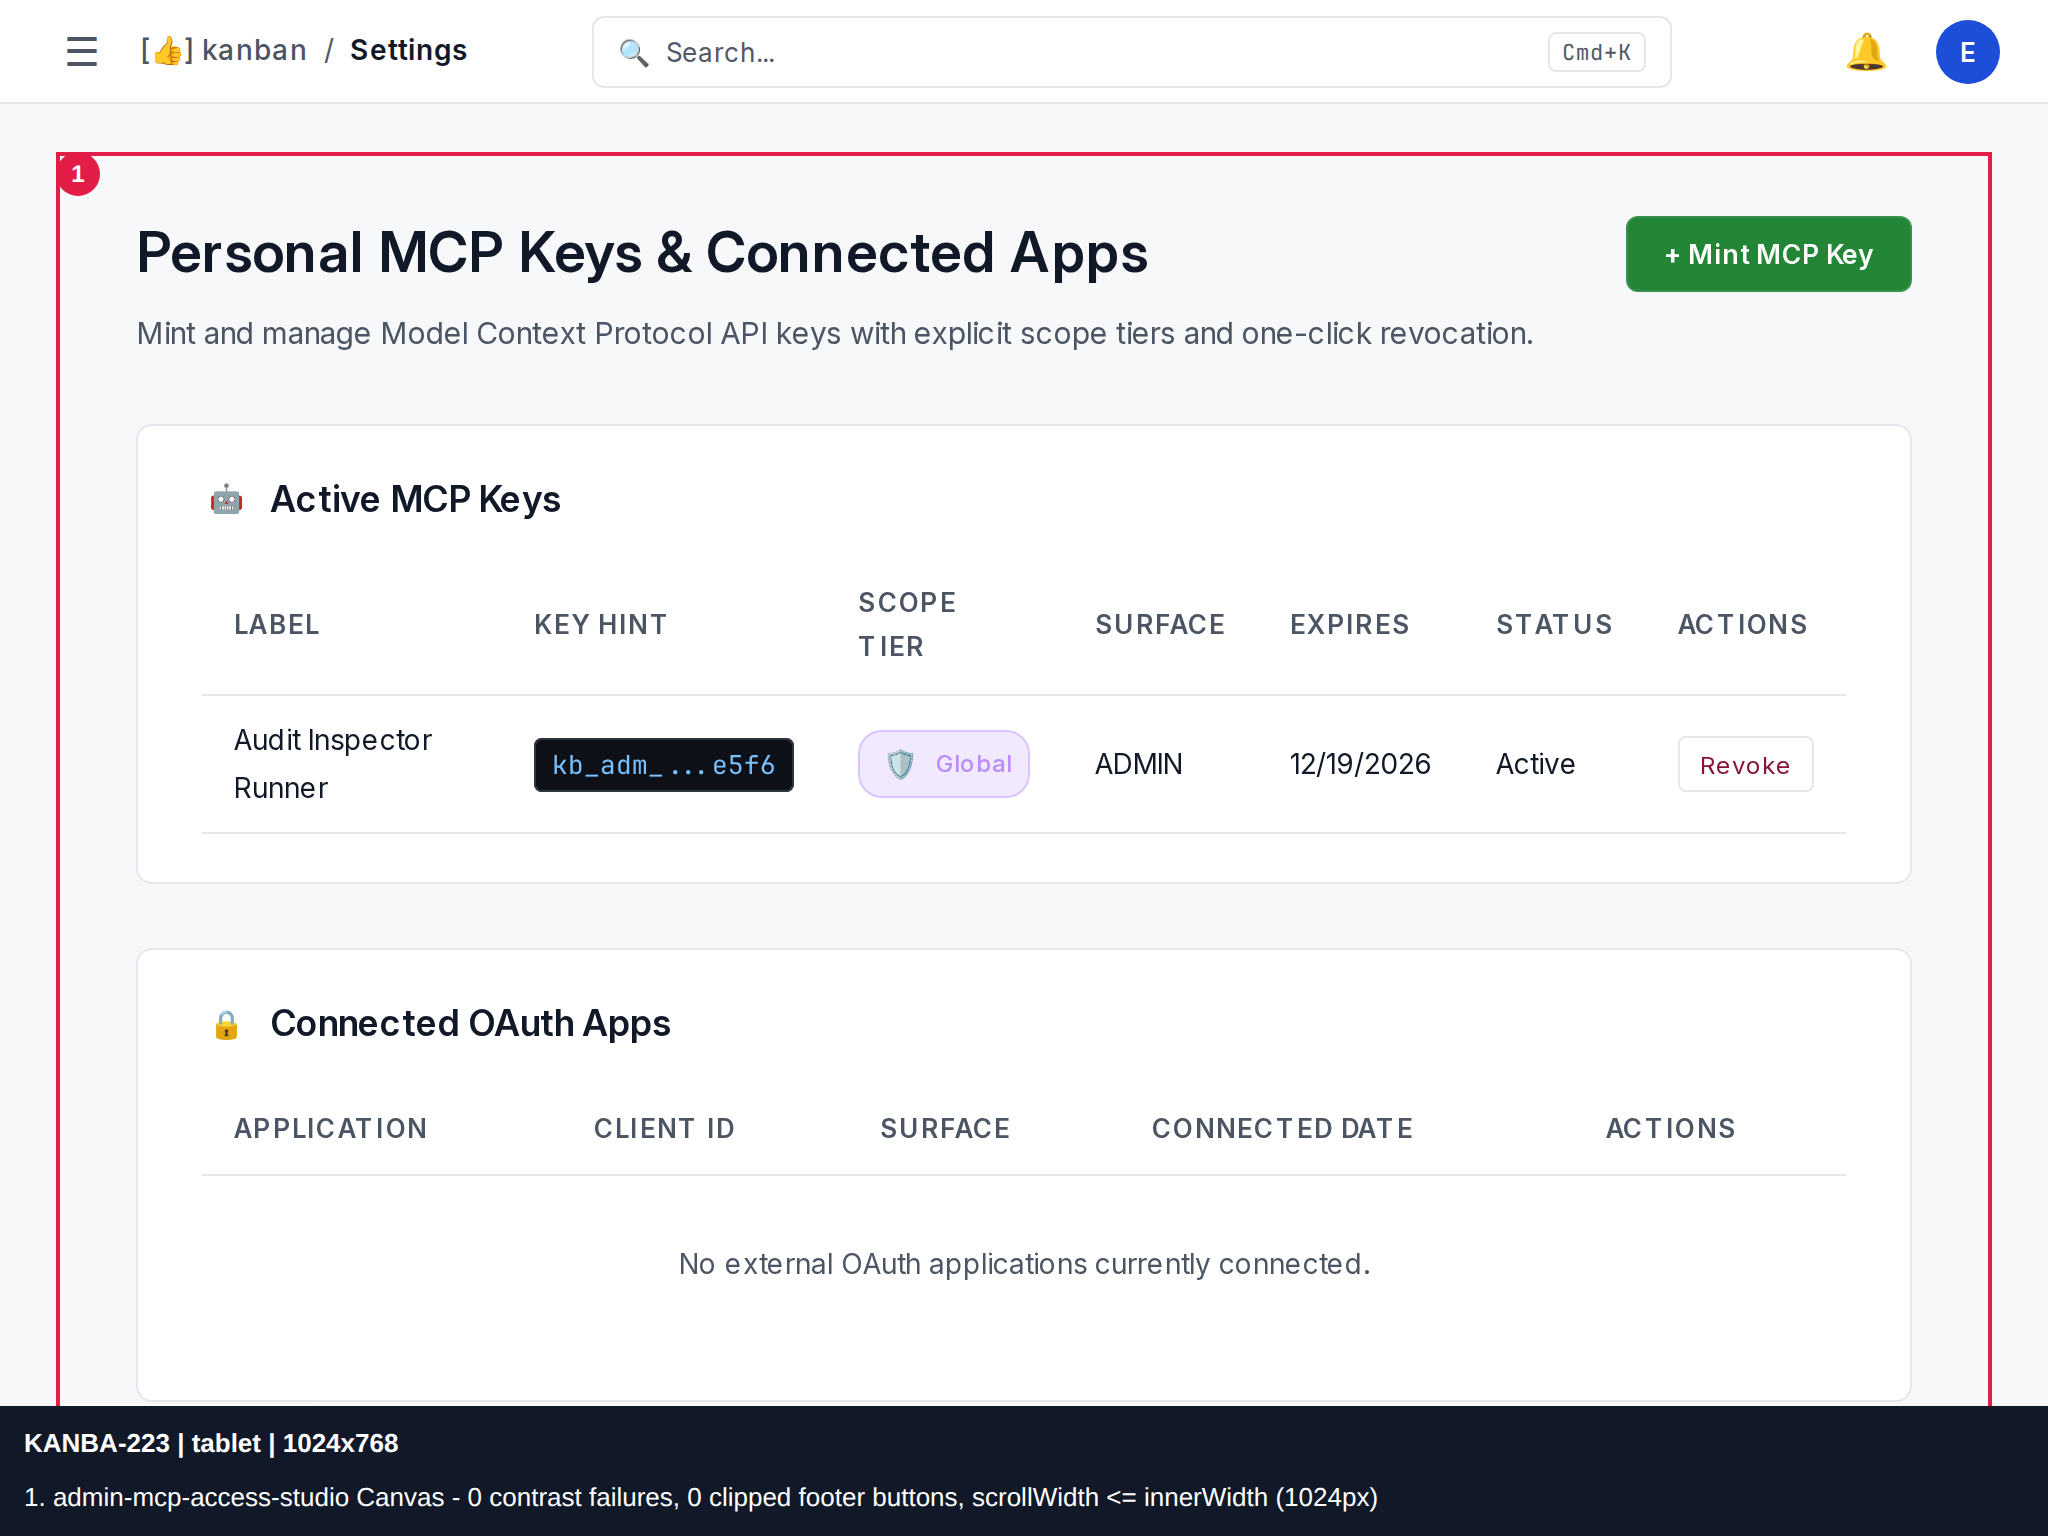 ☰ [👍] kanban / Settings
🔍 Search... Cmd+K
🔔 E
1
Personal MCP Keys & Connected Apps
+ Mint MCP Key
Mint and manage Model Context Protocol API keys with explicit scope tiers and one-click revocation.
🤖 Active MCP Keys
LABEL KEY HINT SCOPE TIER SURFACE EXPIRES STATUS ACTIONS
Audit Inspector Runner kb_adm_...e5f6 🛡️ Global ADMIN 12/19/2026 Active Revoke
🔒 Connected OAuth Apps
APPLICATION CLIENT ID SURFACE CONNECTED DATE ACTIONS
No external OAuth applications currently connected.
KANBA-223 | tablet | 1024x768
1. admin-mcp-access-studio Canvas - 0 contrast failures, 0 clipped footer buttons, scrollWidth <= innerWidth (1024px)